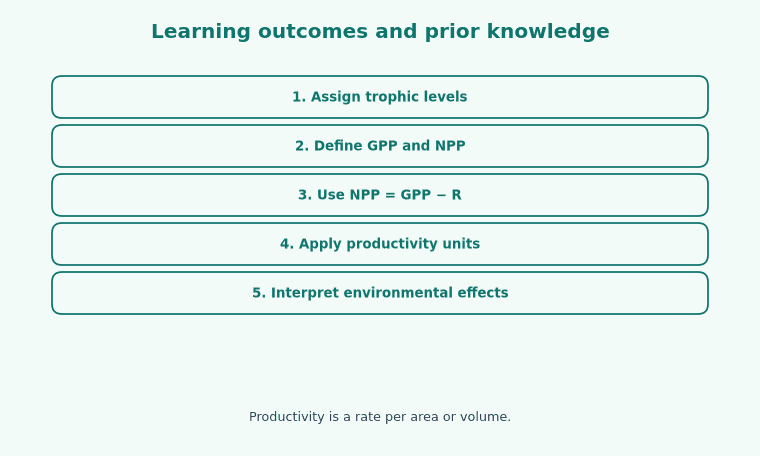 Learning outcomes and prior knowledge
1. Assign trophic levels
2. Define GPP and NPP
3. Use NPP = GPP − R
4. Apply productivity units
5. Interpret environmental effects
Productivity is a rate per area or volume.